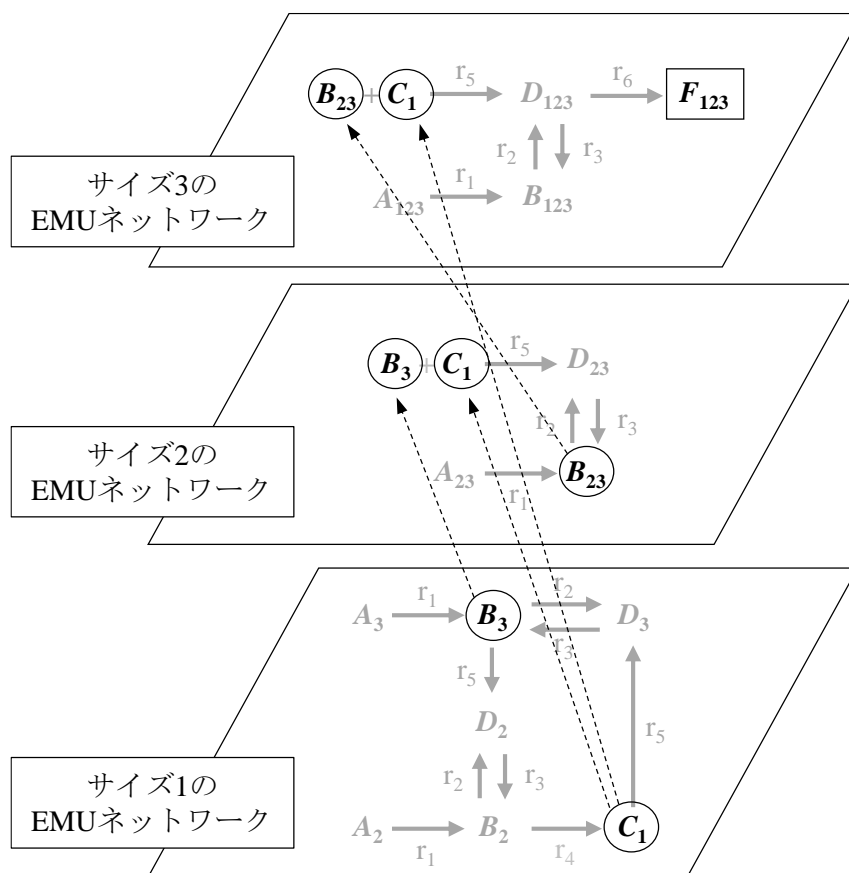 r5 r6
B23 + C1 D123 F123
r2 r3
サイズ3の
EMUネットワーク
r1
A123 B123
r5
B3 + C1 D23
r2 r3
サイズ2の
EMUネットワーク
A23 B23
r1
r1 r2
A3 B3 D3
r3
r5
D2 r5
サイズ1の
EMUネットワーク
r2 r3
A2 B2 C1
r1 r4